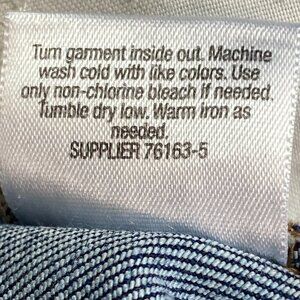 Turn garment inside out. Machine
wash cold with like colors. Use
only non-chlorine bleach if needed.
Tumble dry low. Warm iron as
needed.
SUPPLIER 76163-5